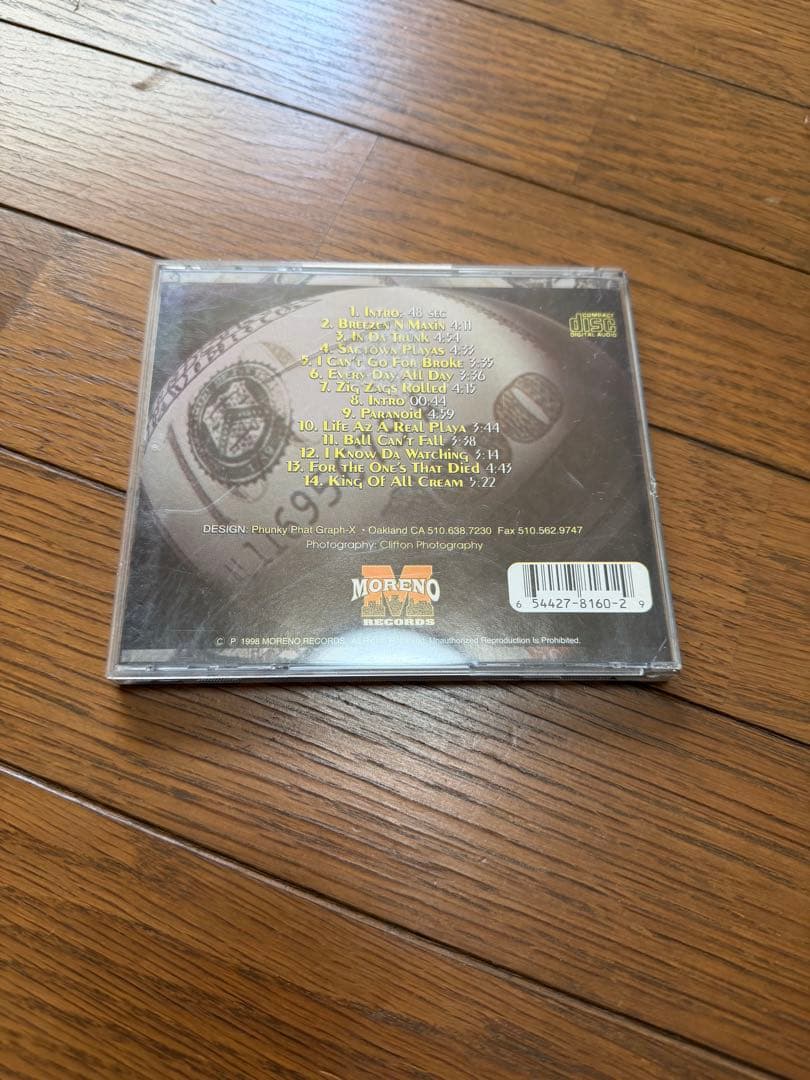 1. Intro: 48 sec
2. Breezen N Maxin 4:11
3. In Da Trunk 4:54
4. Sactown Playas 4:33
5. I Can't Go For Broke 3:35
6. Every Day All Day 3:36
7. Zig Zags Rolled 4:15
8. Intro 00:44
9. Paranoid 4:59
10. Life Az A Real Playa 3:44
11. Ball Can't Fall 3:38
12. I Know Da Watching 3:14
13. For the One's That Died 4:43
14. King Of All Cream 5:22
COMPACT
disc
DIGITAL AUDIO
DESIGN: Phunky Phat Graph-X • Oakland CA 510.638.7230 Fax 510.562.9747
Photography: Clifton Photography
M
MORENO
RECORDS
6 54427-8160-2 9
© P 1998 MORENO RECORDS. Unauthorized Reproduction Is Prohibited.